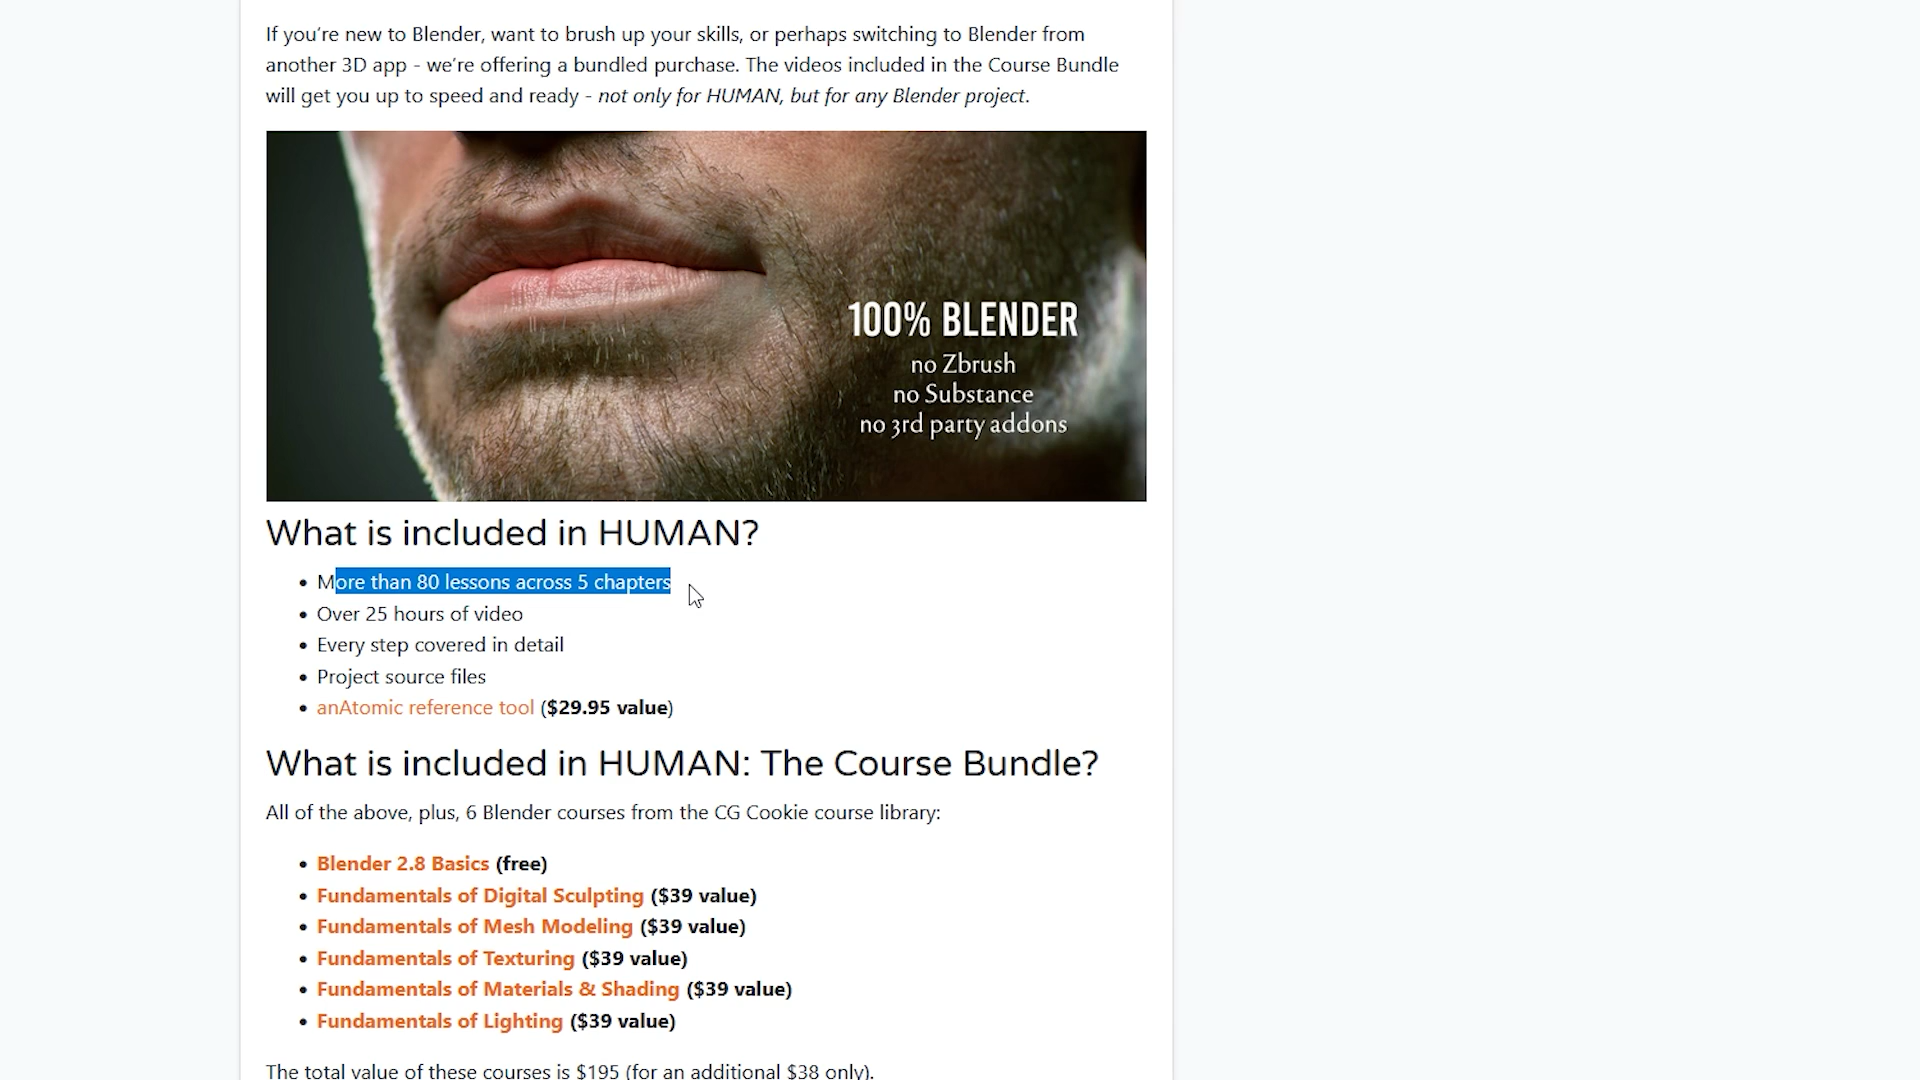 If you’re new to Blender, want to brush up your skills, or perhaps switching to Blender from
another 3D app - we’re offering a bundled purchase. The videos included in the Course Bundle
will get you up to speed and ready - not only for HUMAN, but for any Blender project.
100% BLENDER
no Zbrush
no Substance
no 3rd party addons
What is included in HUMAN?
• More than 80 lessons across 5 chapters
• Over 25 hours of video
• Every step covered in detail
• Project source files
• anAtomic reference tool ($29.95 value)
What is included in HUMAN: The Course Bundle?
All of the above, plus, 6 Blender courses from the CG Cookie course library:
• Blender 2.8 Basics (free)
• Fundamentals of Digital Sculpting ($39 value)
• Fundamentals of Mesh Modeling ($39 value)
• Fundamentals of Texturing ($39 value)
• Fundamentals of Materials & Shading ($39 value)
• Fundamentals of Lighting ($39 value)
The total value of these courses is $195 (for an additional $38 only).